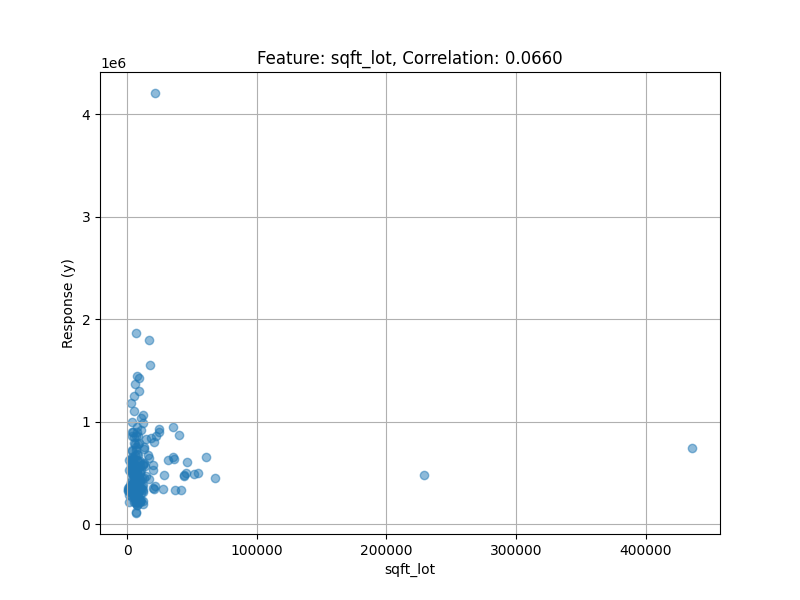 Feature: sqft_lot, Correlation: 0.0660
1e6
4
3
2
1
0
Response (y)
0 100000 200000 300000 400000
sqft_lot